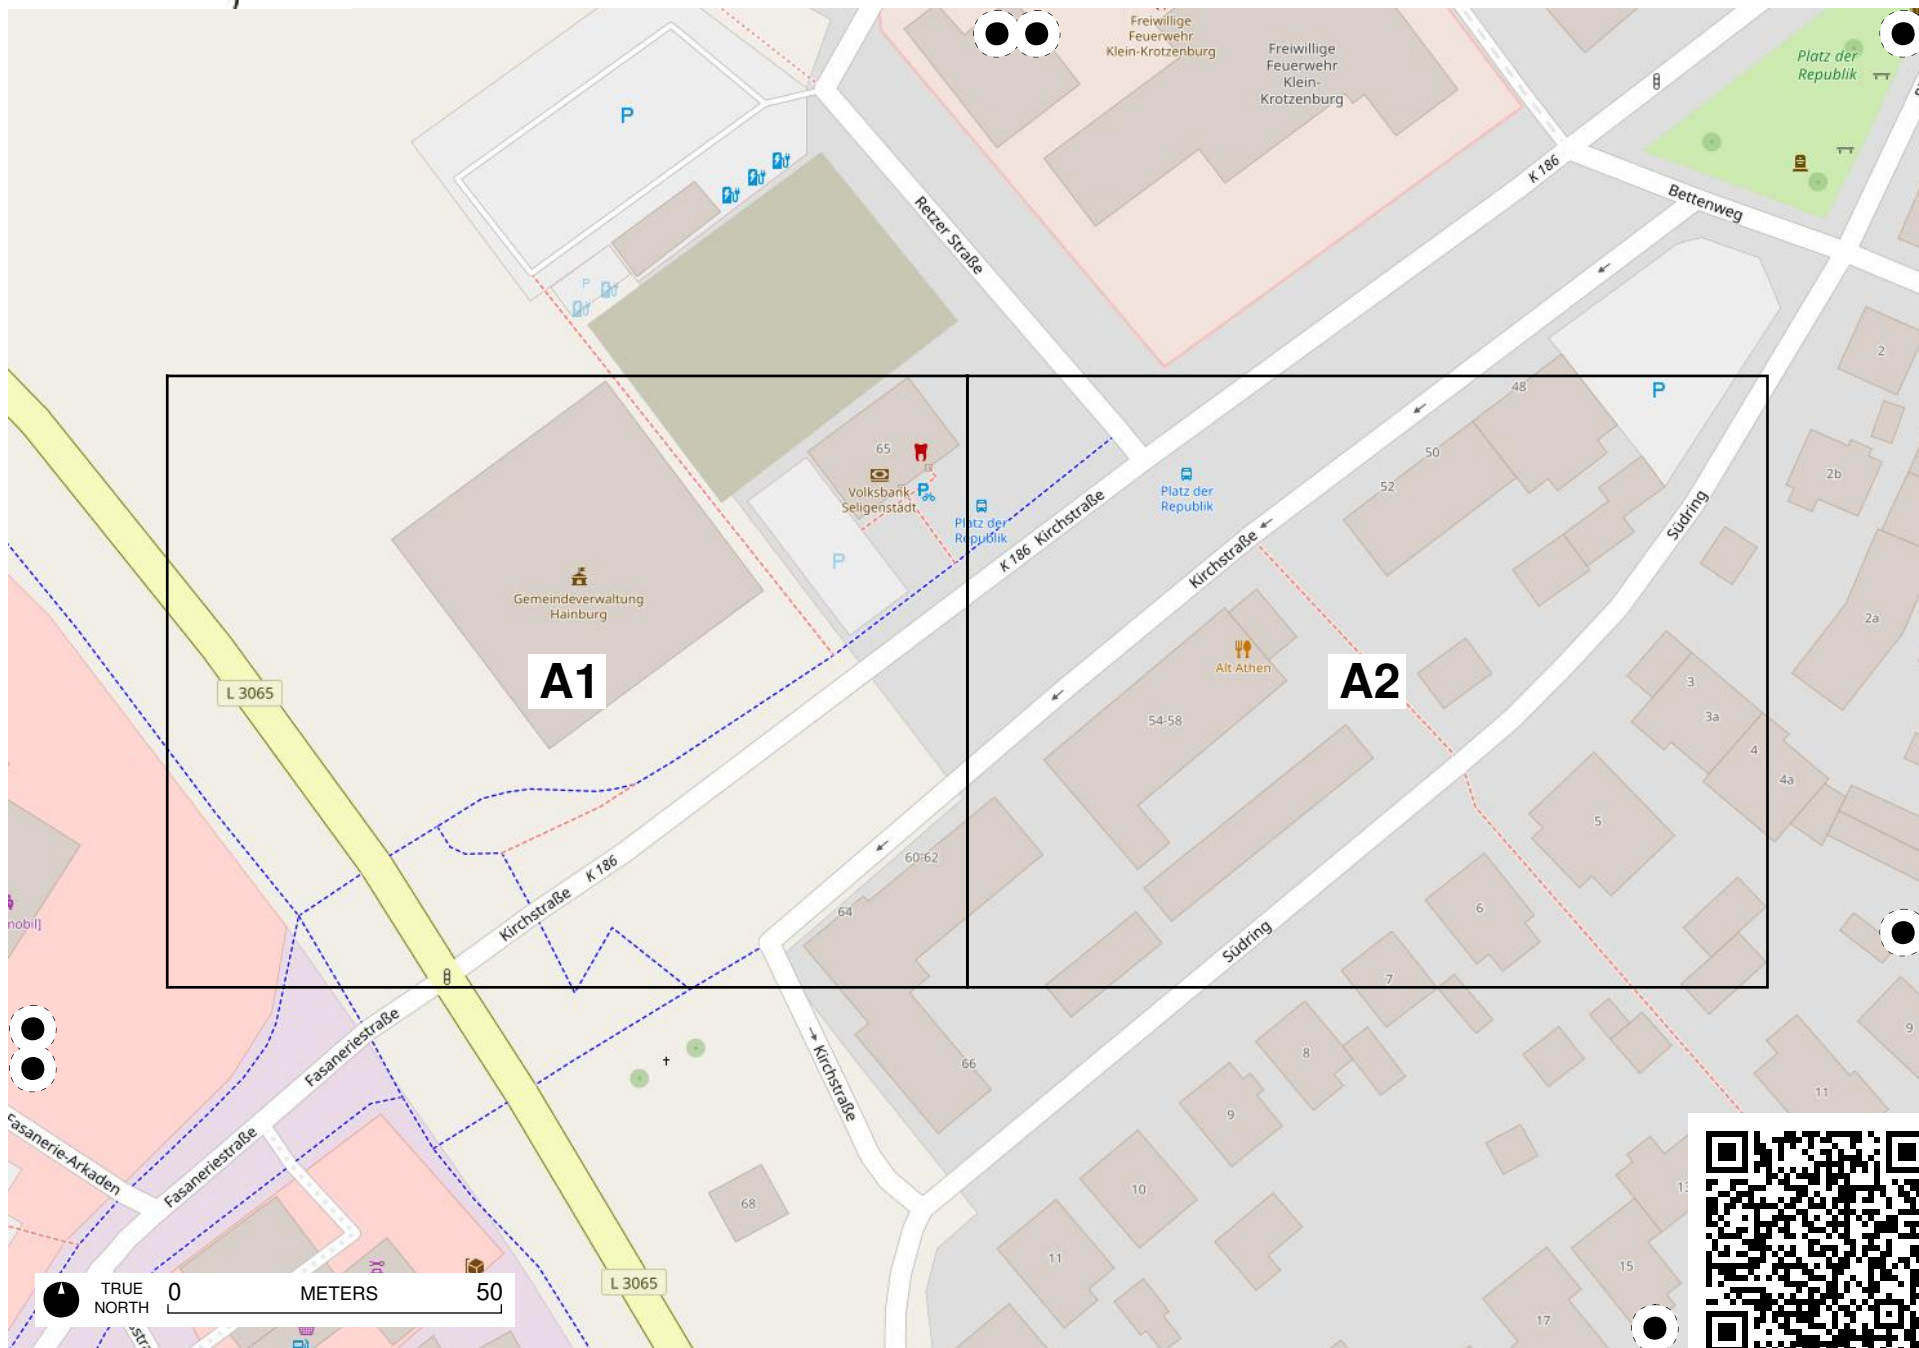 Freiwillige
Feuerwehr
Klein-Krotzenburg
Freiwillige
Feuerwehr
Klein-
Krotzenburg
Platz der
Republik
P
K 186
Bettenweg
Retzer Straße
P
2
48
P
65
50
Volksbank
Seligenstadt
P
52
2b
Platz der
Republik
Platz der
Republik
K 186 Kirchstraße
Südring
P
Kirchstraße
Gemeindeverwaltung
Hainburg
2a
Alt Athen
L 3065
A1
A2
3
3a
54-58
4
4a
5
60-62
Kirchstraße K 186
64
6
nobil]
Südring
7
9
Fasaneriestraße
8
66
Kirchstraße
11
9
Fasanerie-Arkaden
Fasaneriestraße
10
68
13
11
15
L 3065
TRUE
NORTH
0 METERS 50
17